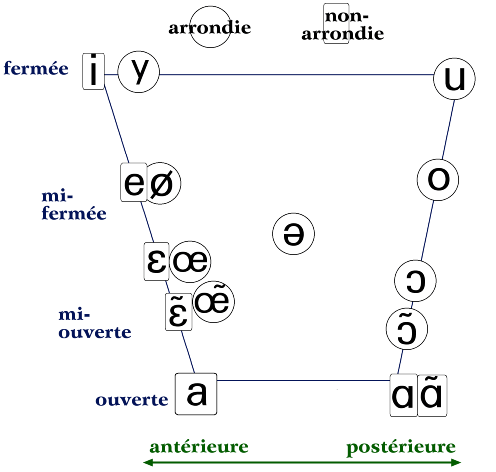 arrondie
non-
arrondie
fermée
i y u
mi-
fermée
e ø o
ə
ɛ œ ɔ
mi-
ouverte
ɛ̃ œ̃ ɔ̃
ouverte
a ɑ ɑ̃
antérieure postérieure